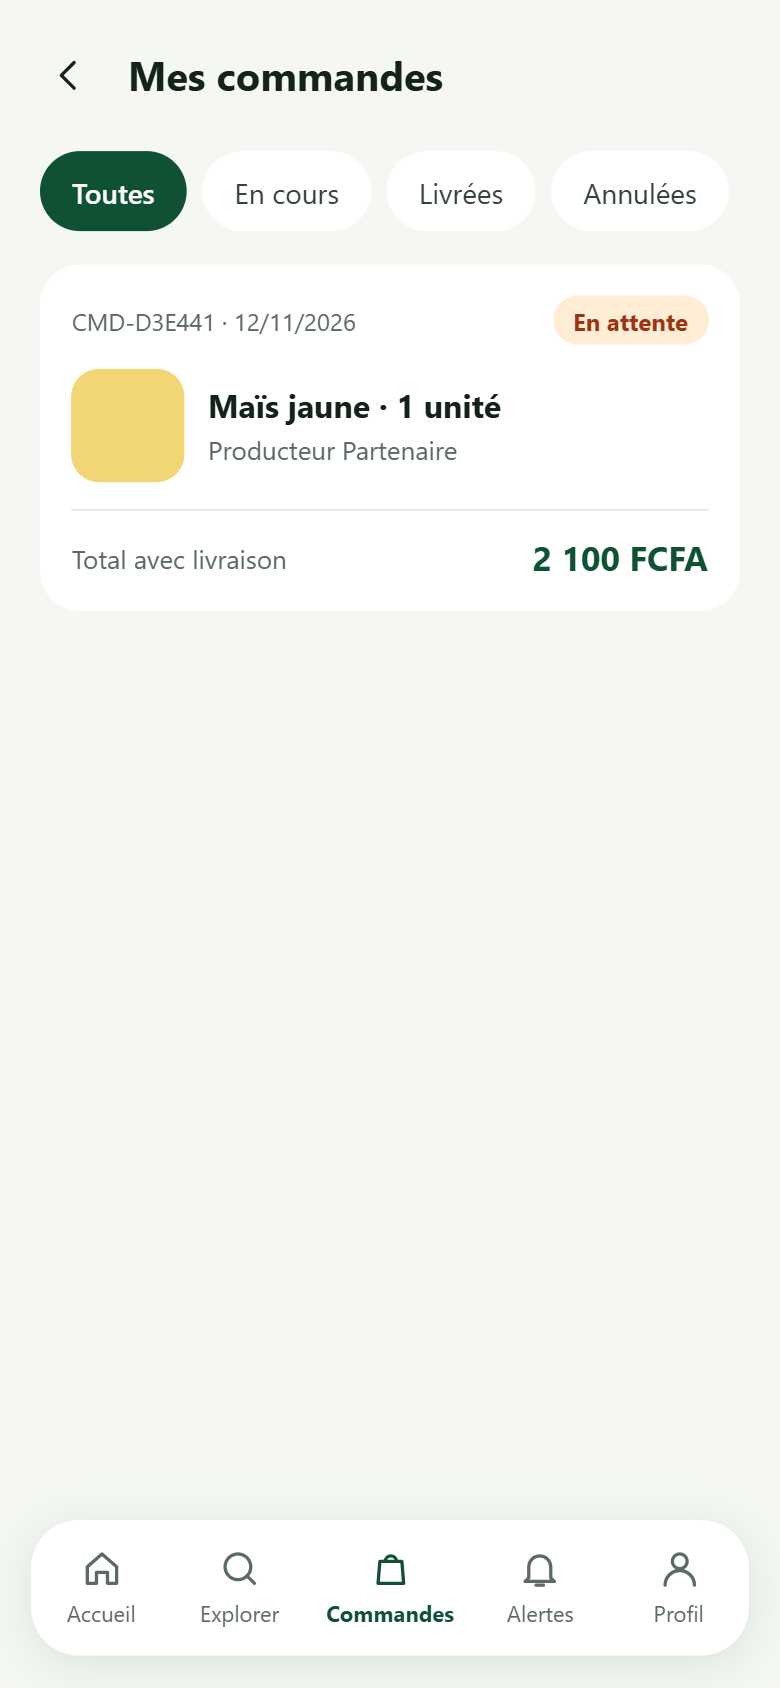 Mes commandes
Toutes En cours Livrées Annulées
CMD-D3E441 · 12/11/2026 En attente
Maïs jaune · 1 unité
Producteur Partenaire
Total avec livraison 2 100 FCFA
Accueil Explorer Commandes Alertes Profil